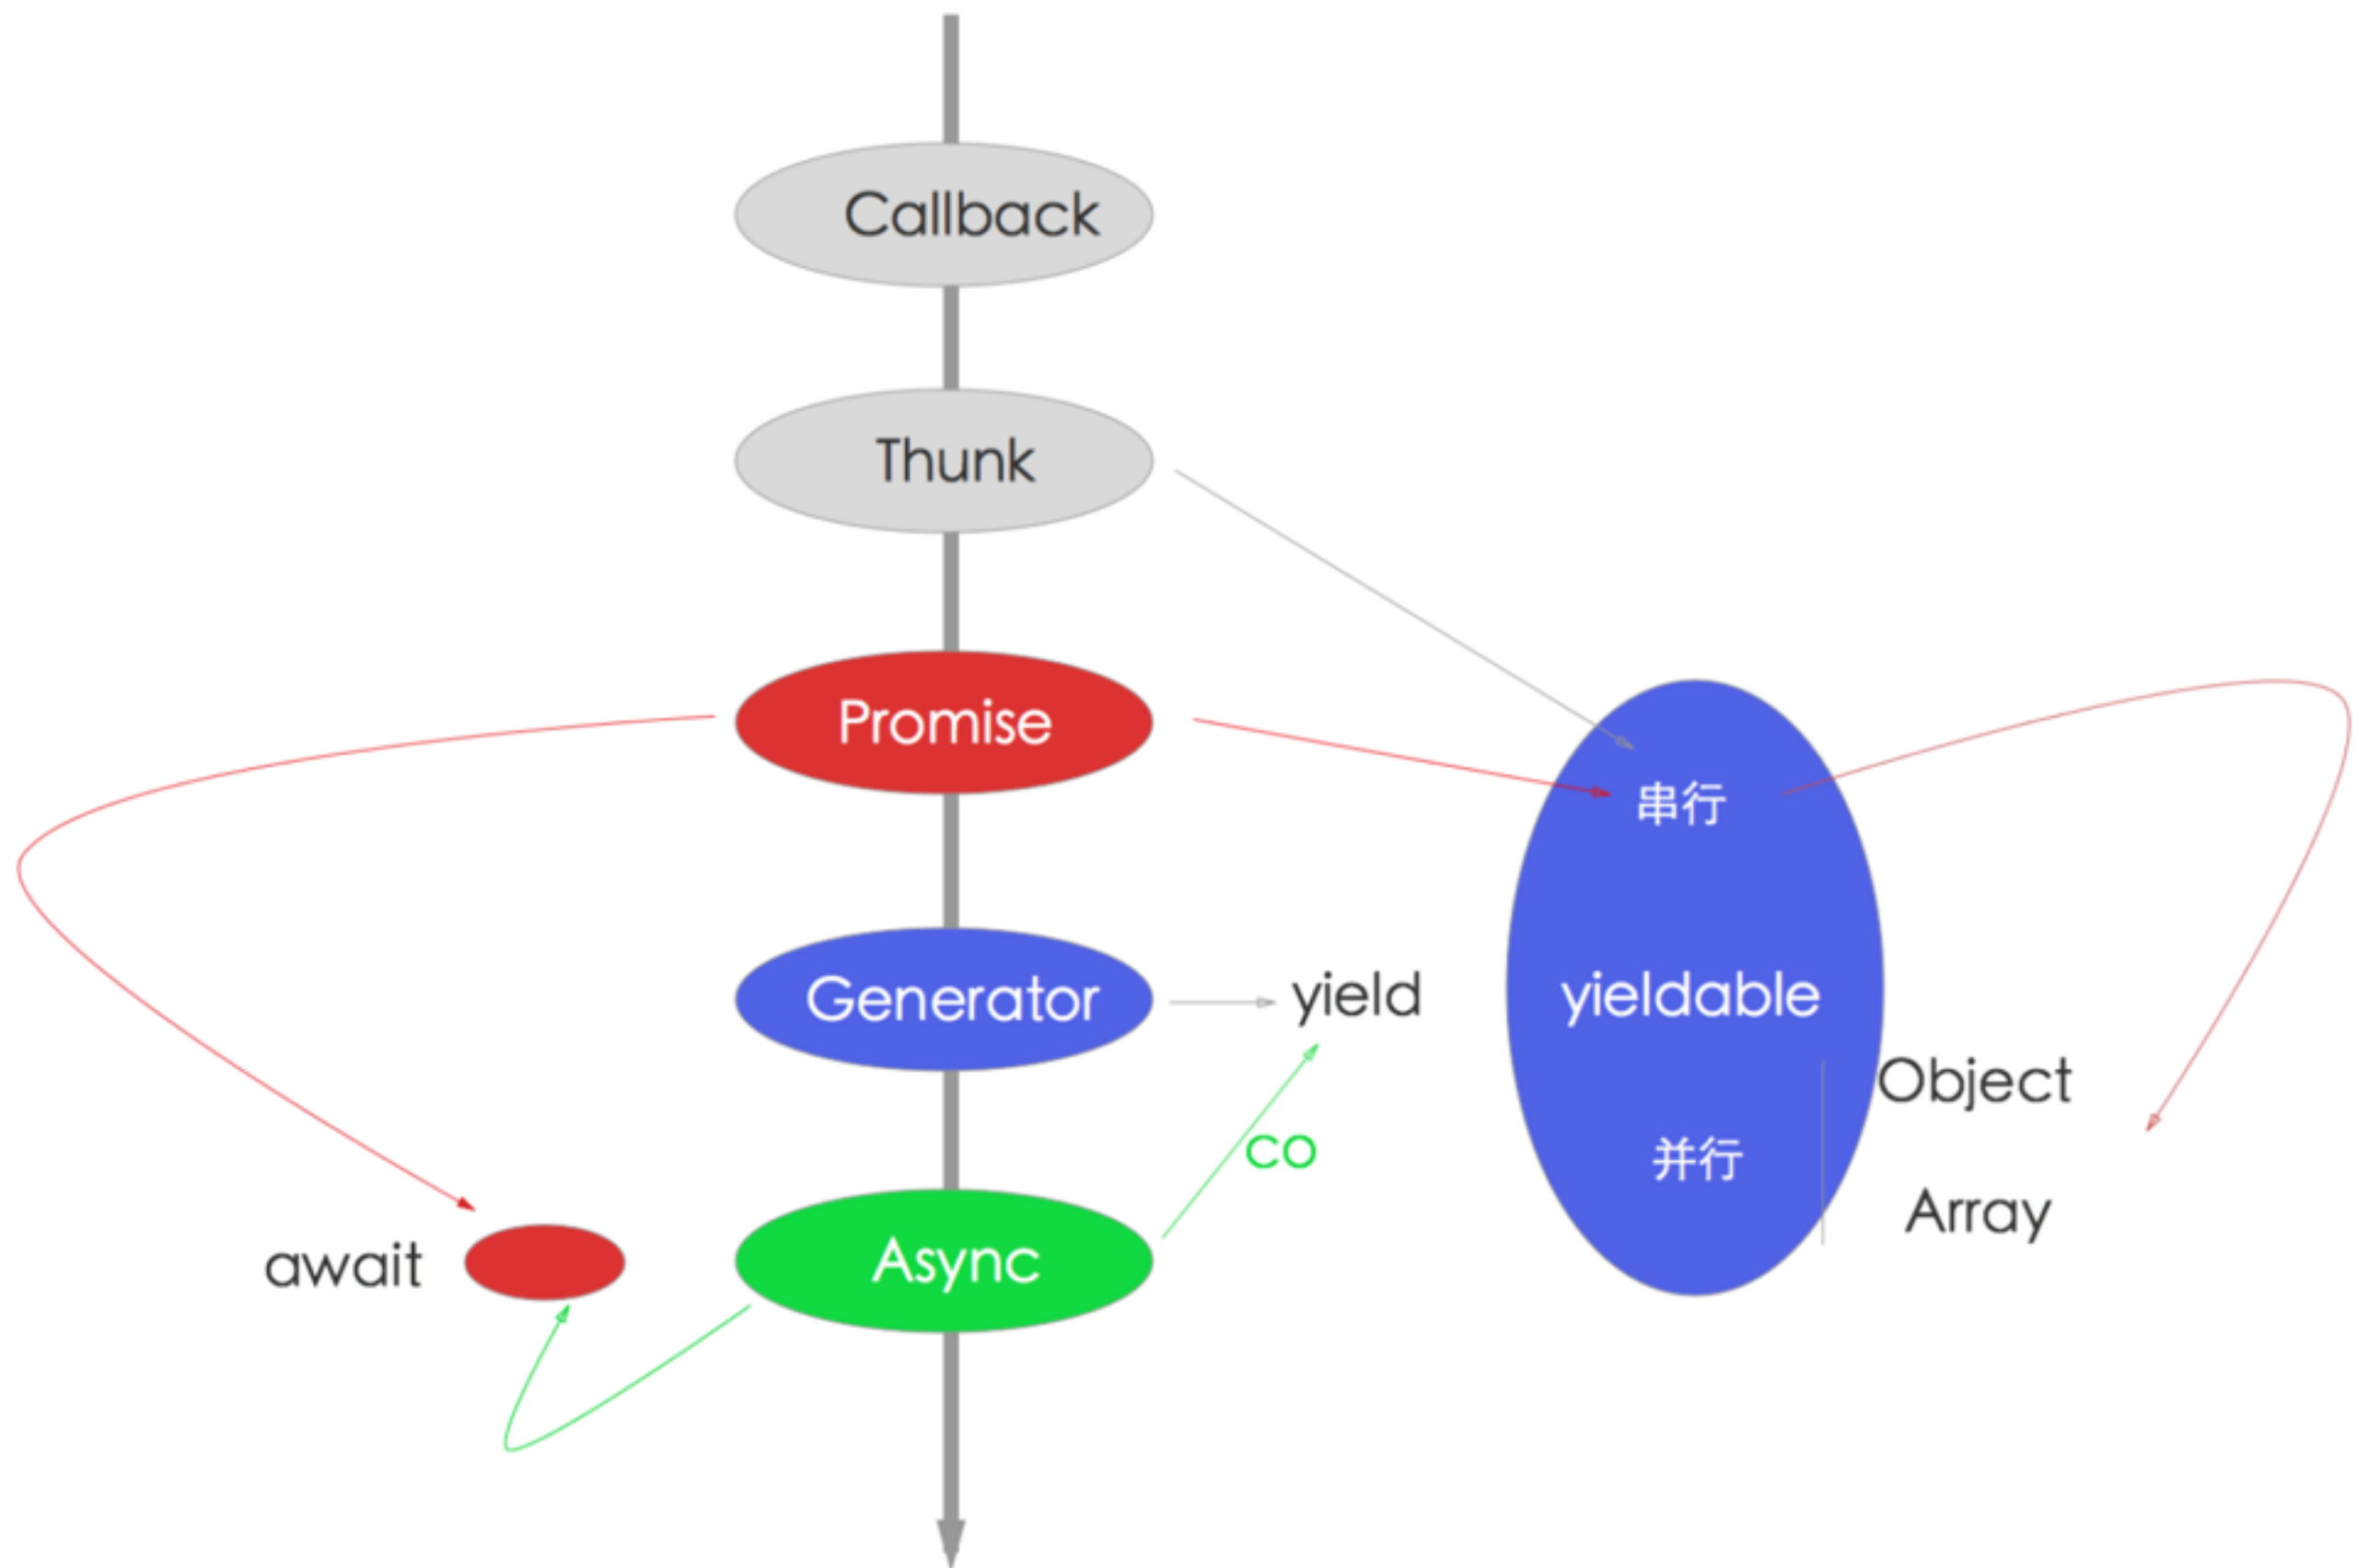 Callback
Thunk
Promise
串行
Generator
yield
yieldable
Object
co
并行
Array
await
Async